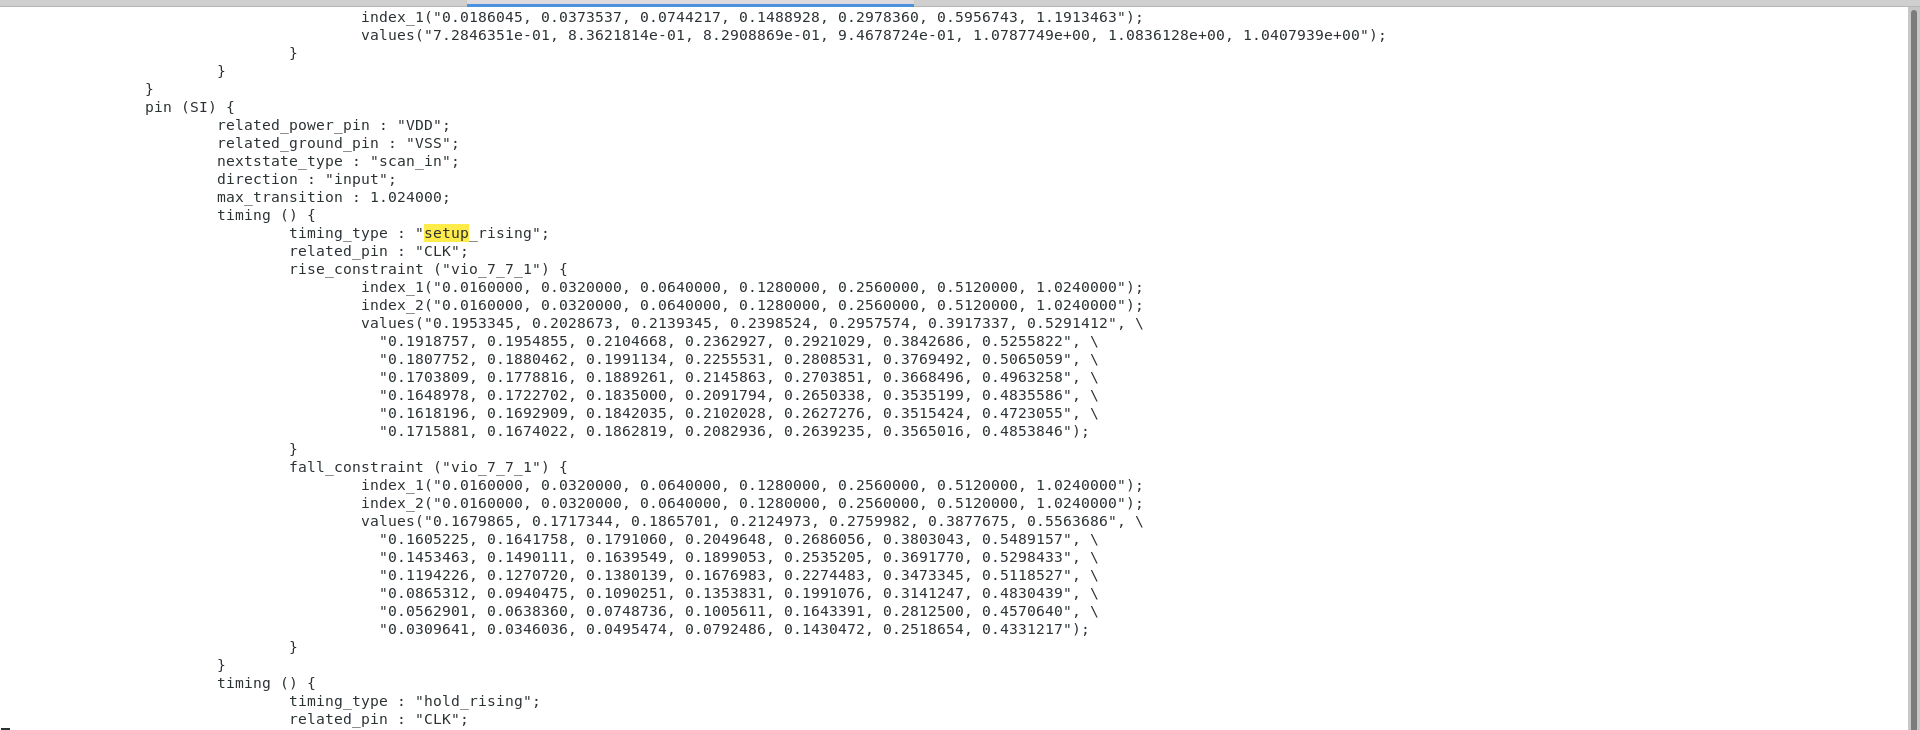 index_1("0.0186045, 0.0373537, 0.0744217, 0.1488928, 0.2978360, 0.5956743, 1.1913463");
values("7.2846351e-01, 8.3621814e-01, 8.2908869e-01, 9.4678724e-01, 1.0787749e+00, 1.0836128e+00, 1.0407939e+00");
}
}
}
pin (SI) {
related_power_pin : "VDD";
related_ground_pin : "VSS";
nextstate_type : "scan_in";
direction : "input";
max_transition : 1.024000;
timing () {
timing_type : "setup_rising";
related_pin : "CLK";
rise_constraint ("vio_7_7_1") {
index_1("0.0160000, 0.0320000, 0.0640000, 0.1280000, 0.2560000, 0.5120000, 1.0240000");
index_2("0.0160000, 0.0320000, 0.0640000, 0.1280000, 0.2560000, 0.5120000, 1.0240000");
values("0.1953345, 0.2028673, 0.2139345, 0.2398524, 0.2957574, 0.3917337, 0.5291412", \
"0.1918757, 0.1954855, 0.2104668, 0.2362927, 0.2921029, 0.3842686, 0.5255822", \
"0.1807752, 0.1880462, 0.1991134, 0.2255531, 0.2808531, 0.3769492, 0.5065059", \
"0.1703809, 0.1778816, 0.1889261, 0.2145863, 0.2703851, 0.3668496, 0.4963258", \
"0.1648978, 0.1722702, 0.1835000, 0.2091794, 0.2650338, 0.3535199, 0.4835586", \
"0.1618196, 0.1692909, 0.1842035, 0.2102028, 0.2627276, 0.3515424, 0.4723055", \
"0.1715881, 0.1674022, 0.1862819, 0.2082936, 0.2639235, 0.3565016, 0.4853846");
}
fall_constraint ("vio_7_7_1") {
index_1("0.0160000, 0.0320000, 0.0640000, 0.1280000, 0.2560000, 0.5120000, 1.0240000");
index_2("0.0160000, 0.0320000, 0.0640000, 0.1280000, 0.2560000, 0.5120000, 1.0240000");
values("0.1679865, 0.1717344, 0.1865701, 0.2124973, 0.2759982, 0.3877675, 0.5563686", \
"0.1605225, 0.1641758, 0.1791060, 0.2049648, 0.2686056, 0.3803043, 0.5489157", \
"0.1453463, 0.1490111, 0.1639549, 0.1899053, 0.2535205, 0.3691770, 0.5298433", \
"0.1194226, 0.1270720, 0.1380139, 0.1676983, 0.2274483, 0.3473345, 0.5118527", \
"0.0865312, 0.0940475, 0.1090251, 0.1353831, 0.1991076, 0.3141247, 0.4830439", \
"0.0562901, 0.0638360, 0.0748736, 0.1005611, 0.1643391, 0.2812500, 0.4570640", \
"0.0309641, 0.0346036, 0.0495474, 0.0792486, 0.1430472, 0.2518654, 0.4331217");
}
}
timing () {
timing_type : "hold_rising";
related_pin : "CLK";